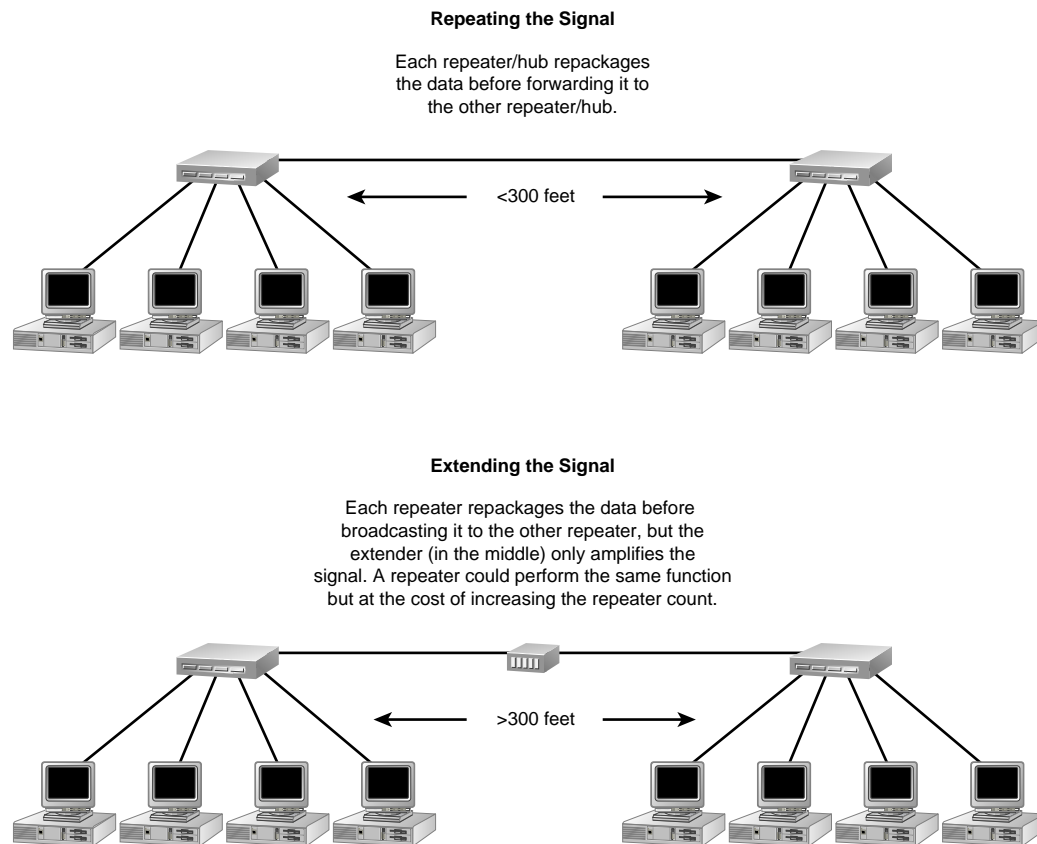 Repeating the Signal
Each repeater/hub repackages
the data before forwarding it to
the other repeater/hub.
<300 feet
Extending the Signal
Each repeater repackages the data before
broadcasting it to the other repeater, but the
extender (in the middle) only amplifies the
signal. A repeater could perform the same function
but at the cost of increasing the repeater count.
>300 feet